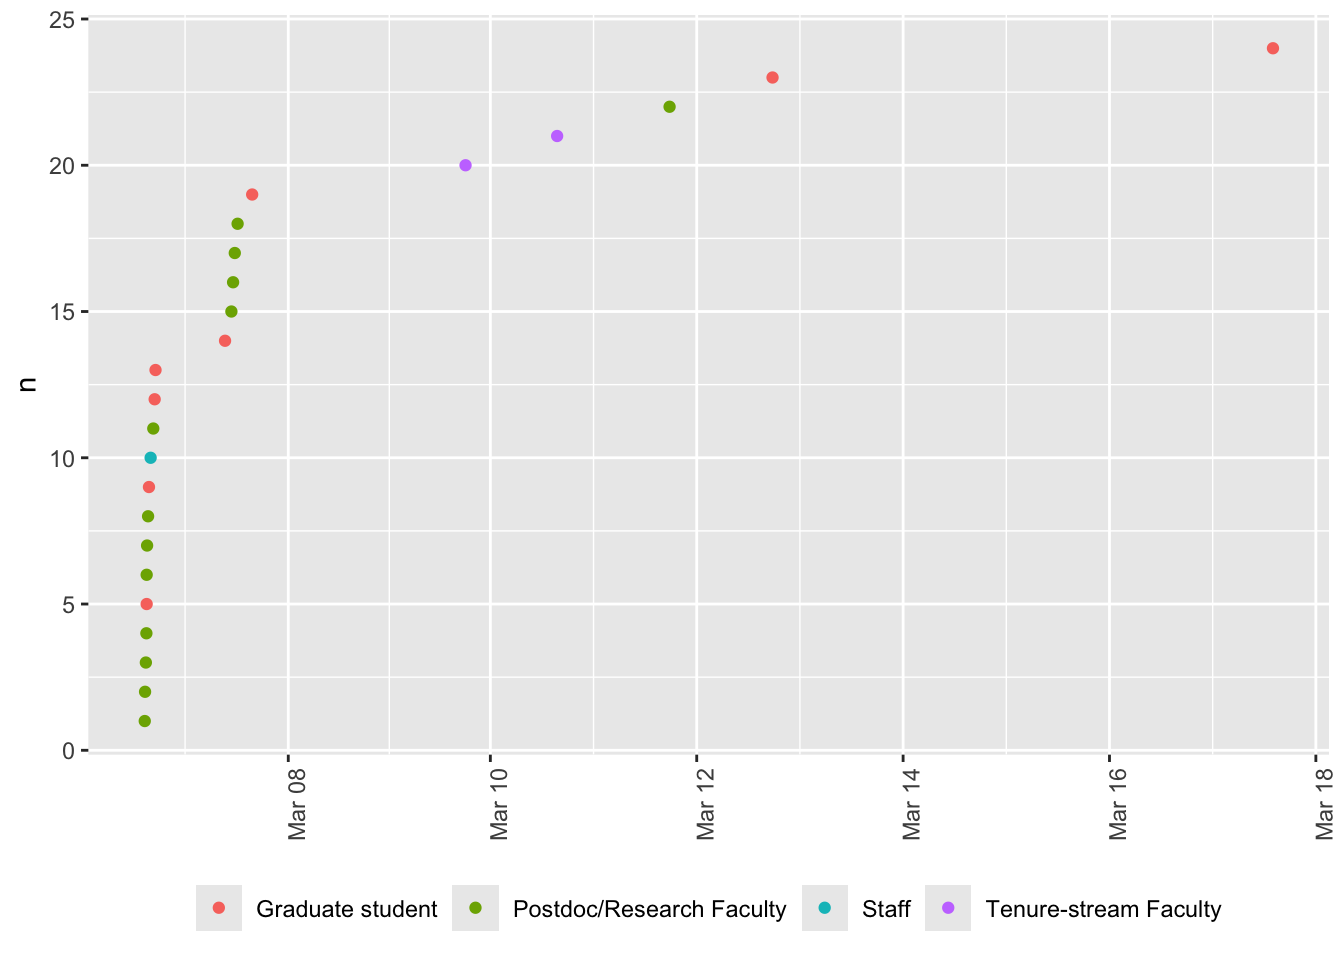 25
20
15
10
5
0
n
Mar 08
Mar 10
Mar 12
Mar 14
Mar 16
Mar 18
Graduate student Postdoc/Research Faculty Staff Tenure-stream Faculty